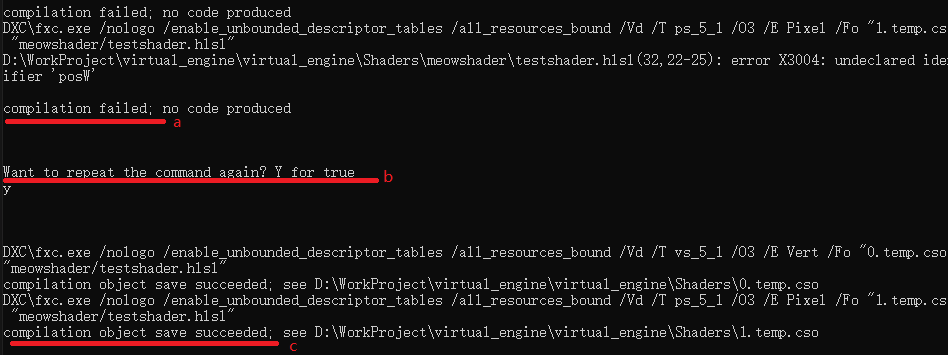 compilation failed; no code produced
DXC\fxc.exe /nologo /enable_unbounded_descriptor_tables /all_resources_bound /Vd /T ps_5_1 /O3 /E Pixel /Fo "1.temp.cso
"meowshader/testshader.hlsl"
D:\WorkProject\virtual_engine\virtual_engine\Shaders\meowshader\testshader.hlsl(32,22-25): error X3004: undeclared iden
ifier 'posW'
compilation failed; no code produced
a
Want to repeat the command again? Y for true
b
y
DXC\fxc.exe /nologo /enable_unbounded_descriptor_tables /all_resources_bound /Vd /T vs_5_1 /O3 /E Vert /Fo "0.temp.cso
"meowshader/testshader.hlsl"
compilation object save succeeded; see D:\WorkProject\virtual_engine\virtual_engine\Shaders\0.temp.cso
DXC\fxc.exe /nologo /enable_unbounded_descriptor_tables /all_resources_bound /Vd /T ps_5_1 /O3 /E Pixel /Fo "1.temp.cs
"meowshader/testshader.hlsl"
compilation object save succeeded; see D:\WorkProject\virtual_engine\virtual_engine\Shaders\1.temp.cso
c